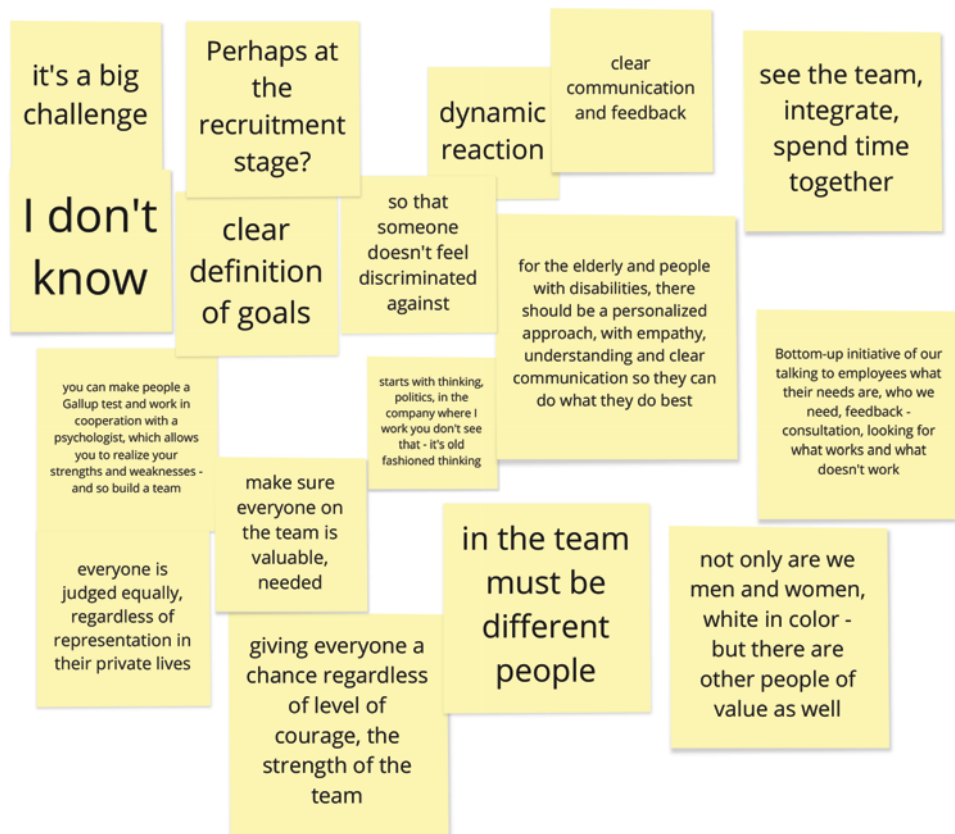 it's a big
challenge
Perhaps at
the
recruitment
stage?
dynamic
reaction
clear
communication
and feedback
see the team,
integrate,
spend time
together
I don't
know
clear
definition
of goals
so that
someone
doesn't feel
discriminated
against
for the elderly and people
with disabilities, there
should be a personalized
approach, with empathy,
understanding and clear
communication so they can
do what they do best
Bottom-up initiative of our
talking to employees what
their needs are, who we
need, feedback -
consultation, looking for
what works and what
doesn't work
you can make people a
Gallup test and work in
cooperation with a
psychologist, which allows
you to realize your
strengths and weaknesses -
and so build a team
starts with thinking,
politics, in the
company where I
work you don't see
that - it's old
fashioned thinking
make sure
everyone on
the team is
valuable,
needed
in the team
must be
different
people
not only are we
men and women,
white in color -
but there are
other people of
value as well
everyone is
judged equally,
regardless of
representation in
their private lives
giving everyone a
chance regardless
of level of
courage, the
strength of the
team